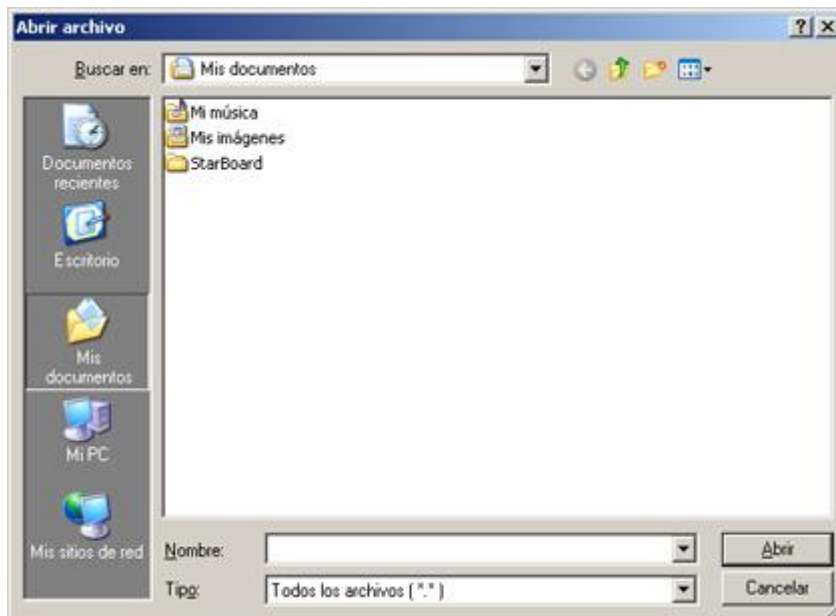 Abrir archivo
Buscar en:
Mis documentos
Mi música
Mis imágenes
StarBoard
Documentos
recientes
Escritorio
Mis
documentos
Mi PC
Mis sitios de red
Nombre:
Abrir
Tipo:
Todos los archivos ( *.* )
Cancelar